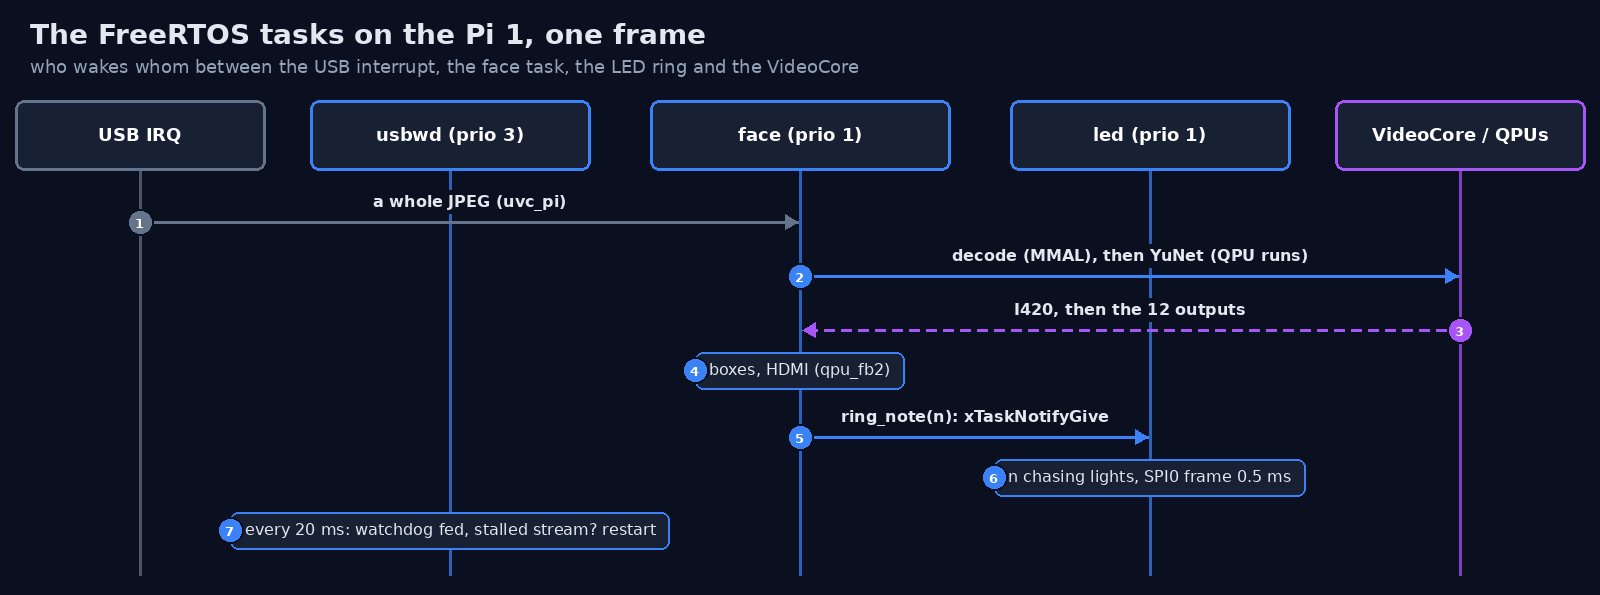 The FreeRTOS tasks on the Pi 1, one frame
who wakes whom between the USB interrupt, the face task, the LED ring and the VideoCore
USB IRQ
usbwd (prio 3)
face (prio 1)
led (prio 1)
VideoCore / QPUs
a whole JPEG (uvc_pi)
1
decode (MMAL), then YuNet (QPU runs)
2
I420, then the 12 outputs
3
4 boxes, HDMI (qpu_fb2)
ring_note(n): xTaskNotifyGive
5
6 n chasing lights, SPI0 frame 0.5 ms
7 every 20 ms: watchdog fed, stalled stream? restart